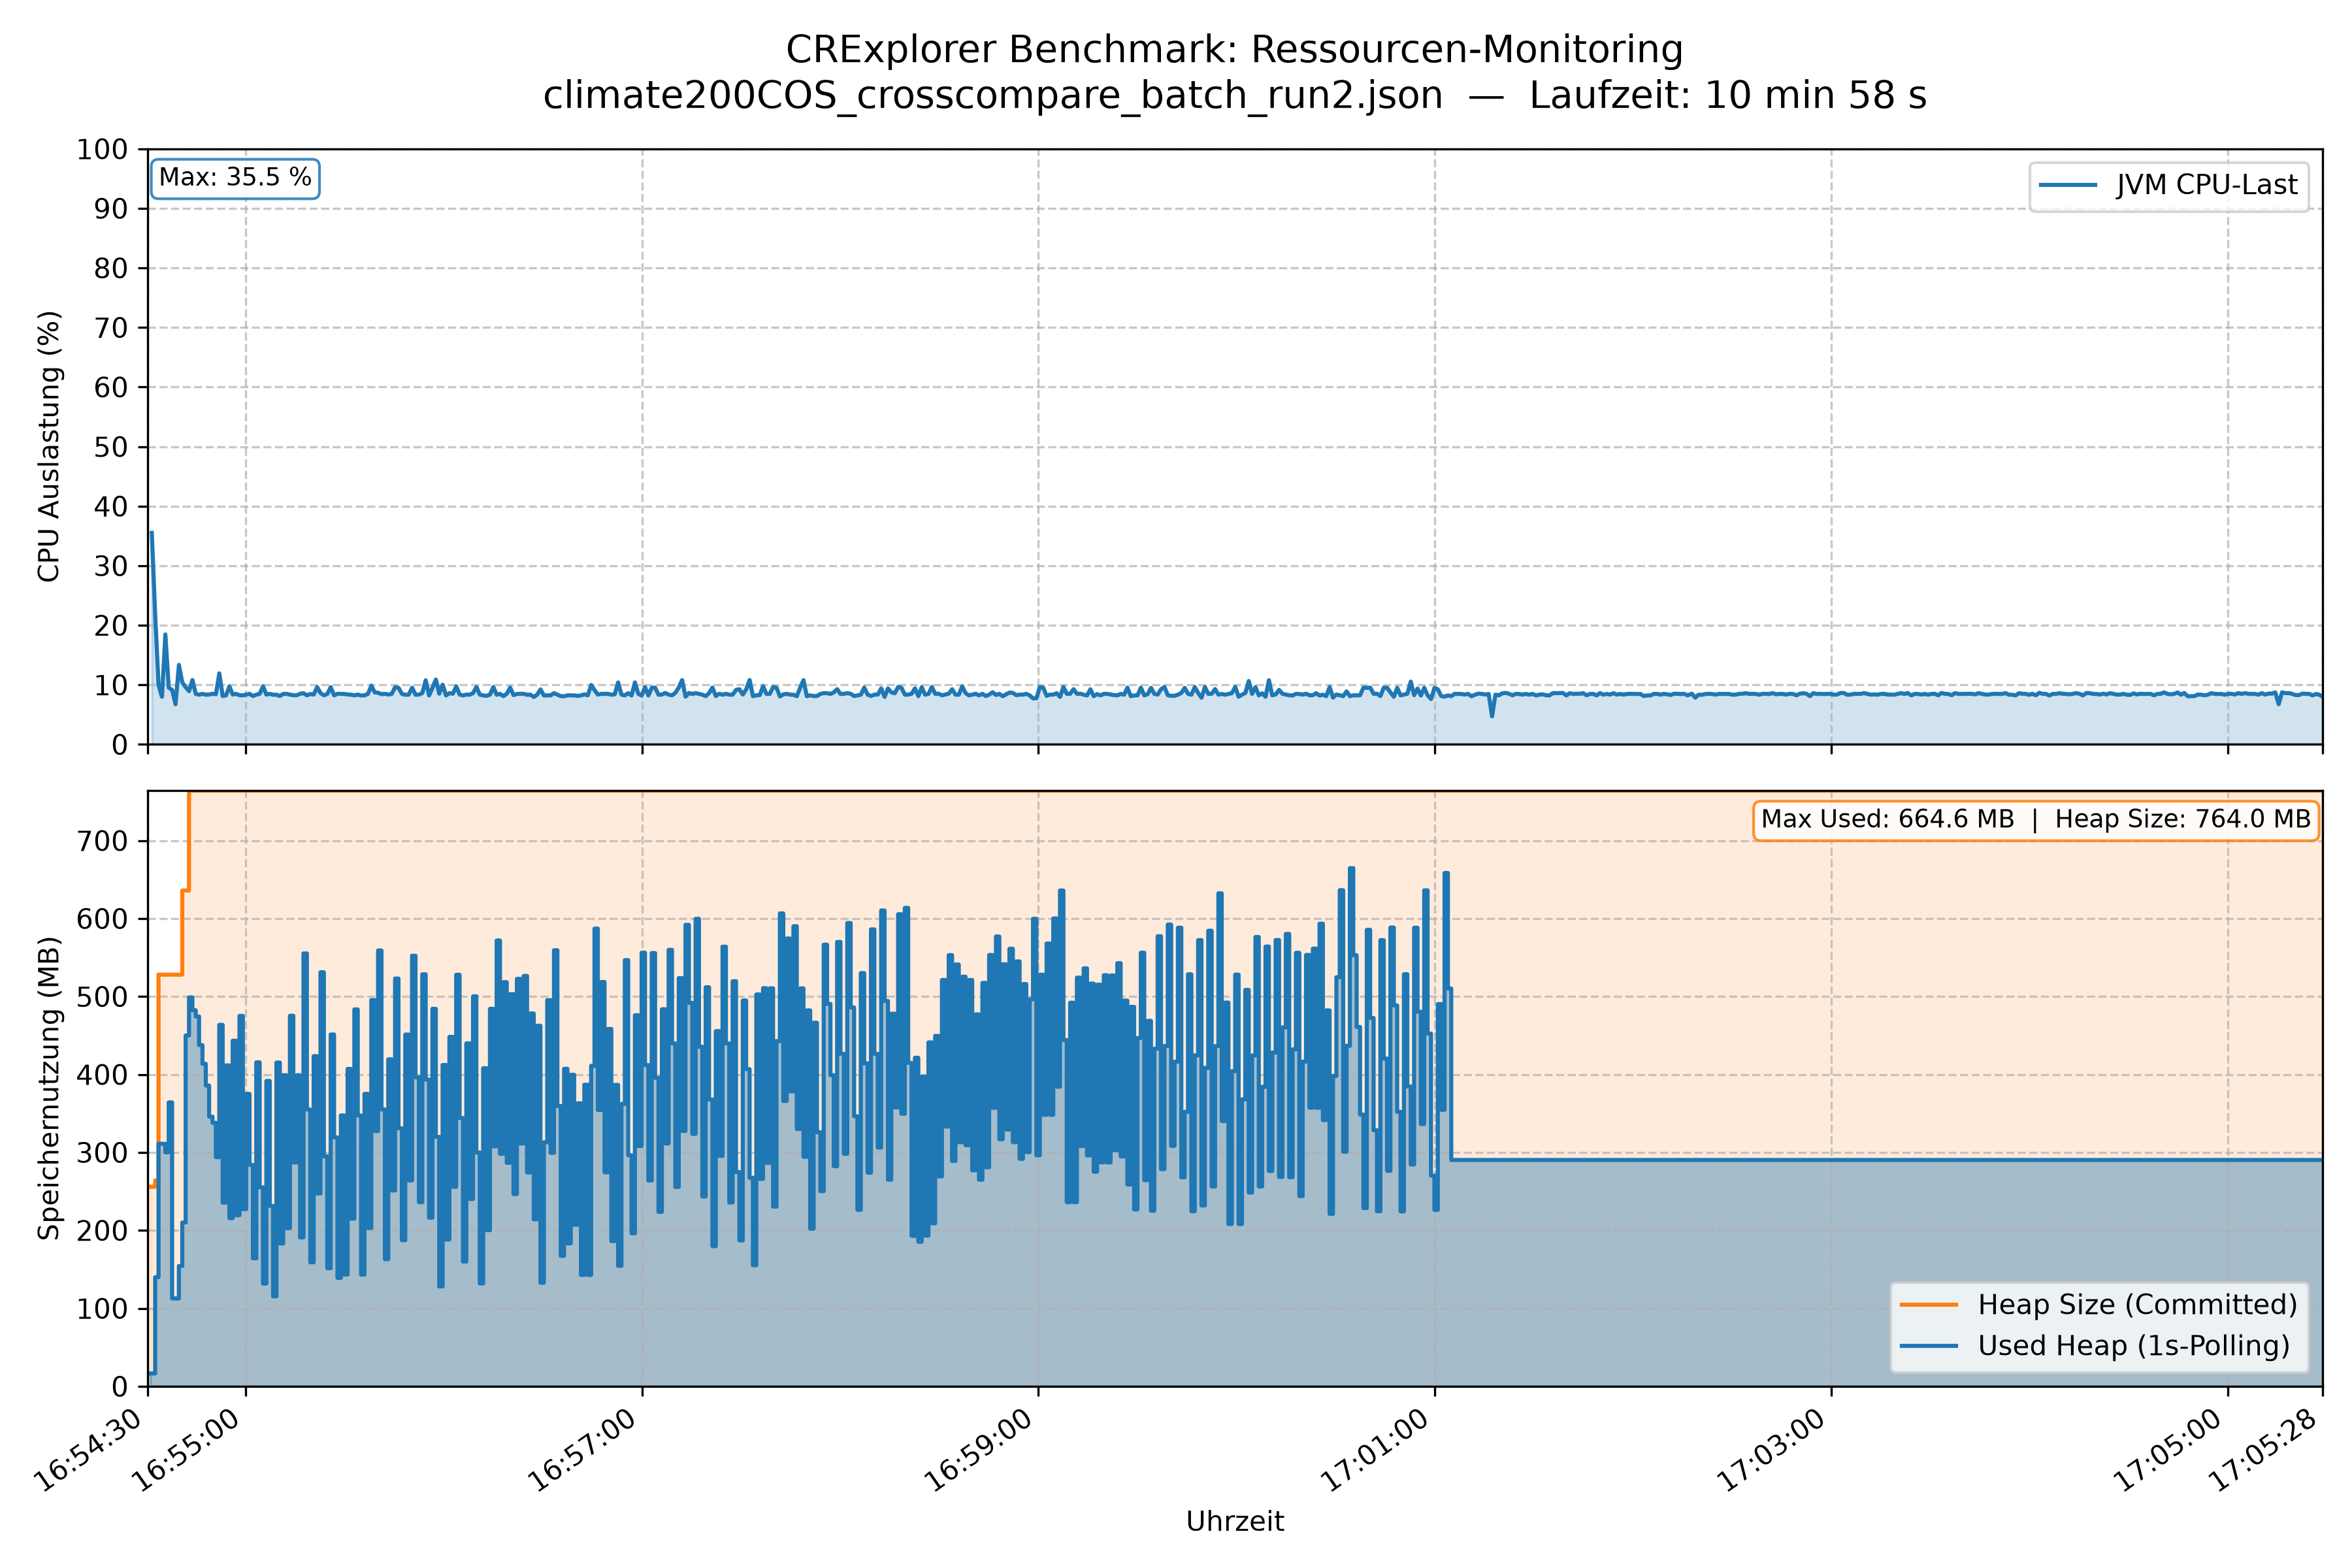 CRExplorer Benchmark: Ressourcen-Monitoring
climate200COS_crosscompare_batch_run2.json — Laufzeit: 10 min 58 s
CPU Auslastung (%)
100
90
80
70
60
50
40
30
20
10
0
Max: 35.5 %
JVM CPU-Last
Speichernutzung (MB)
700
600
500
400
300
200
100
0
Max Used: 664.6 MB | Heap Size: 764.0 MB
Heap Size (Committed)
Used Heap (1s-Polling)
16:54:30
16:55:00
16:57:00
16:59:00
17:01:00
17:03:00
17:05:00
17:05:28
Uhrzeit